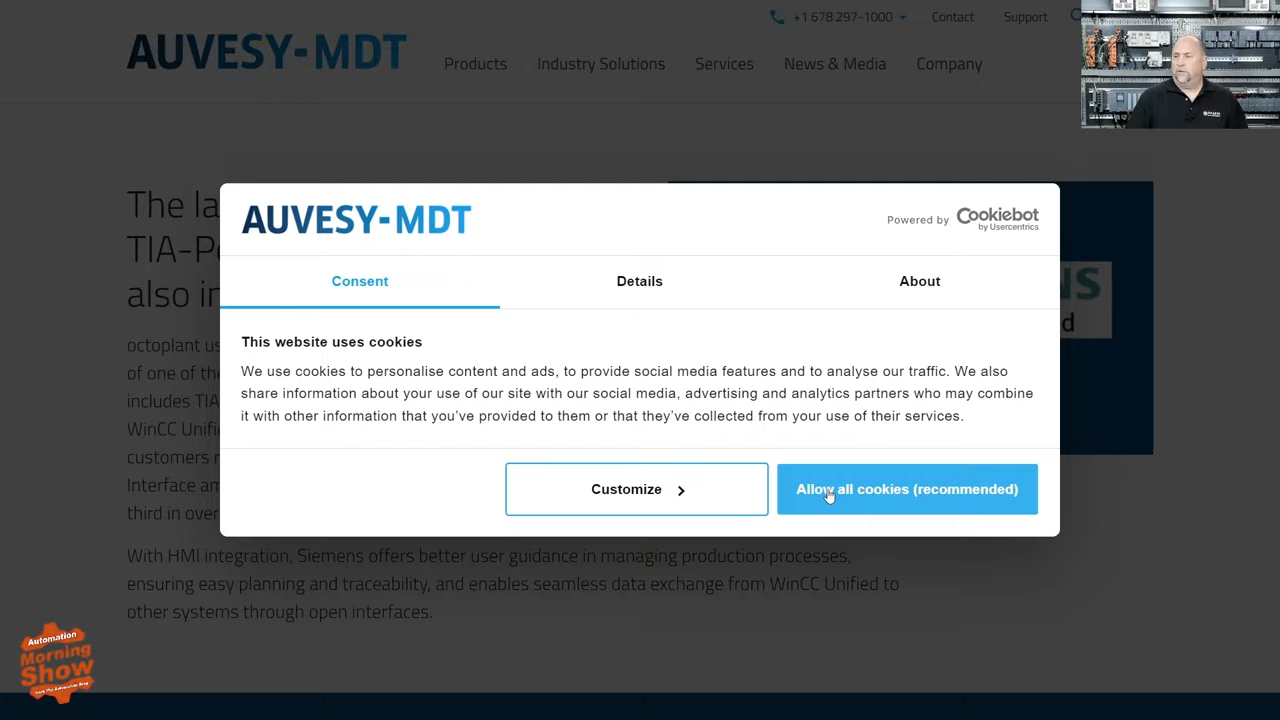 +1 678 297-1000
Contact
Support
AUVESY-MDT
Products
Industry Solutions
Services
News & Media
Company
The la
TIA-P
also i
octoplant us
of one of the
includes TIA
WinCC Unifi
customers r
Interface an
third in over
NS
d
AUVESY-MDT
Powered by Cookiebot
by Usercentrics
Consent
Details
About
This website uses cookies
We use cookies to personalise content and ads, to provide social media features and to analyse our traffic. We also
share information about your use of our site with our social media, advertising and analytics partners who may combine
it with other information that you've provided to them or that they've collected from your use of their services.
Customize
Allow all cookies (recommended)
With HMI integration, Siemens offers better user guidance in managing production processes,
ensuring easy planning and traceability, and enables seamless data exchange from WinCC Unified to
other systems through open interfaces.
Automation
Morning
Show
from The Automation Blog